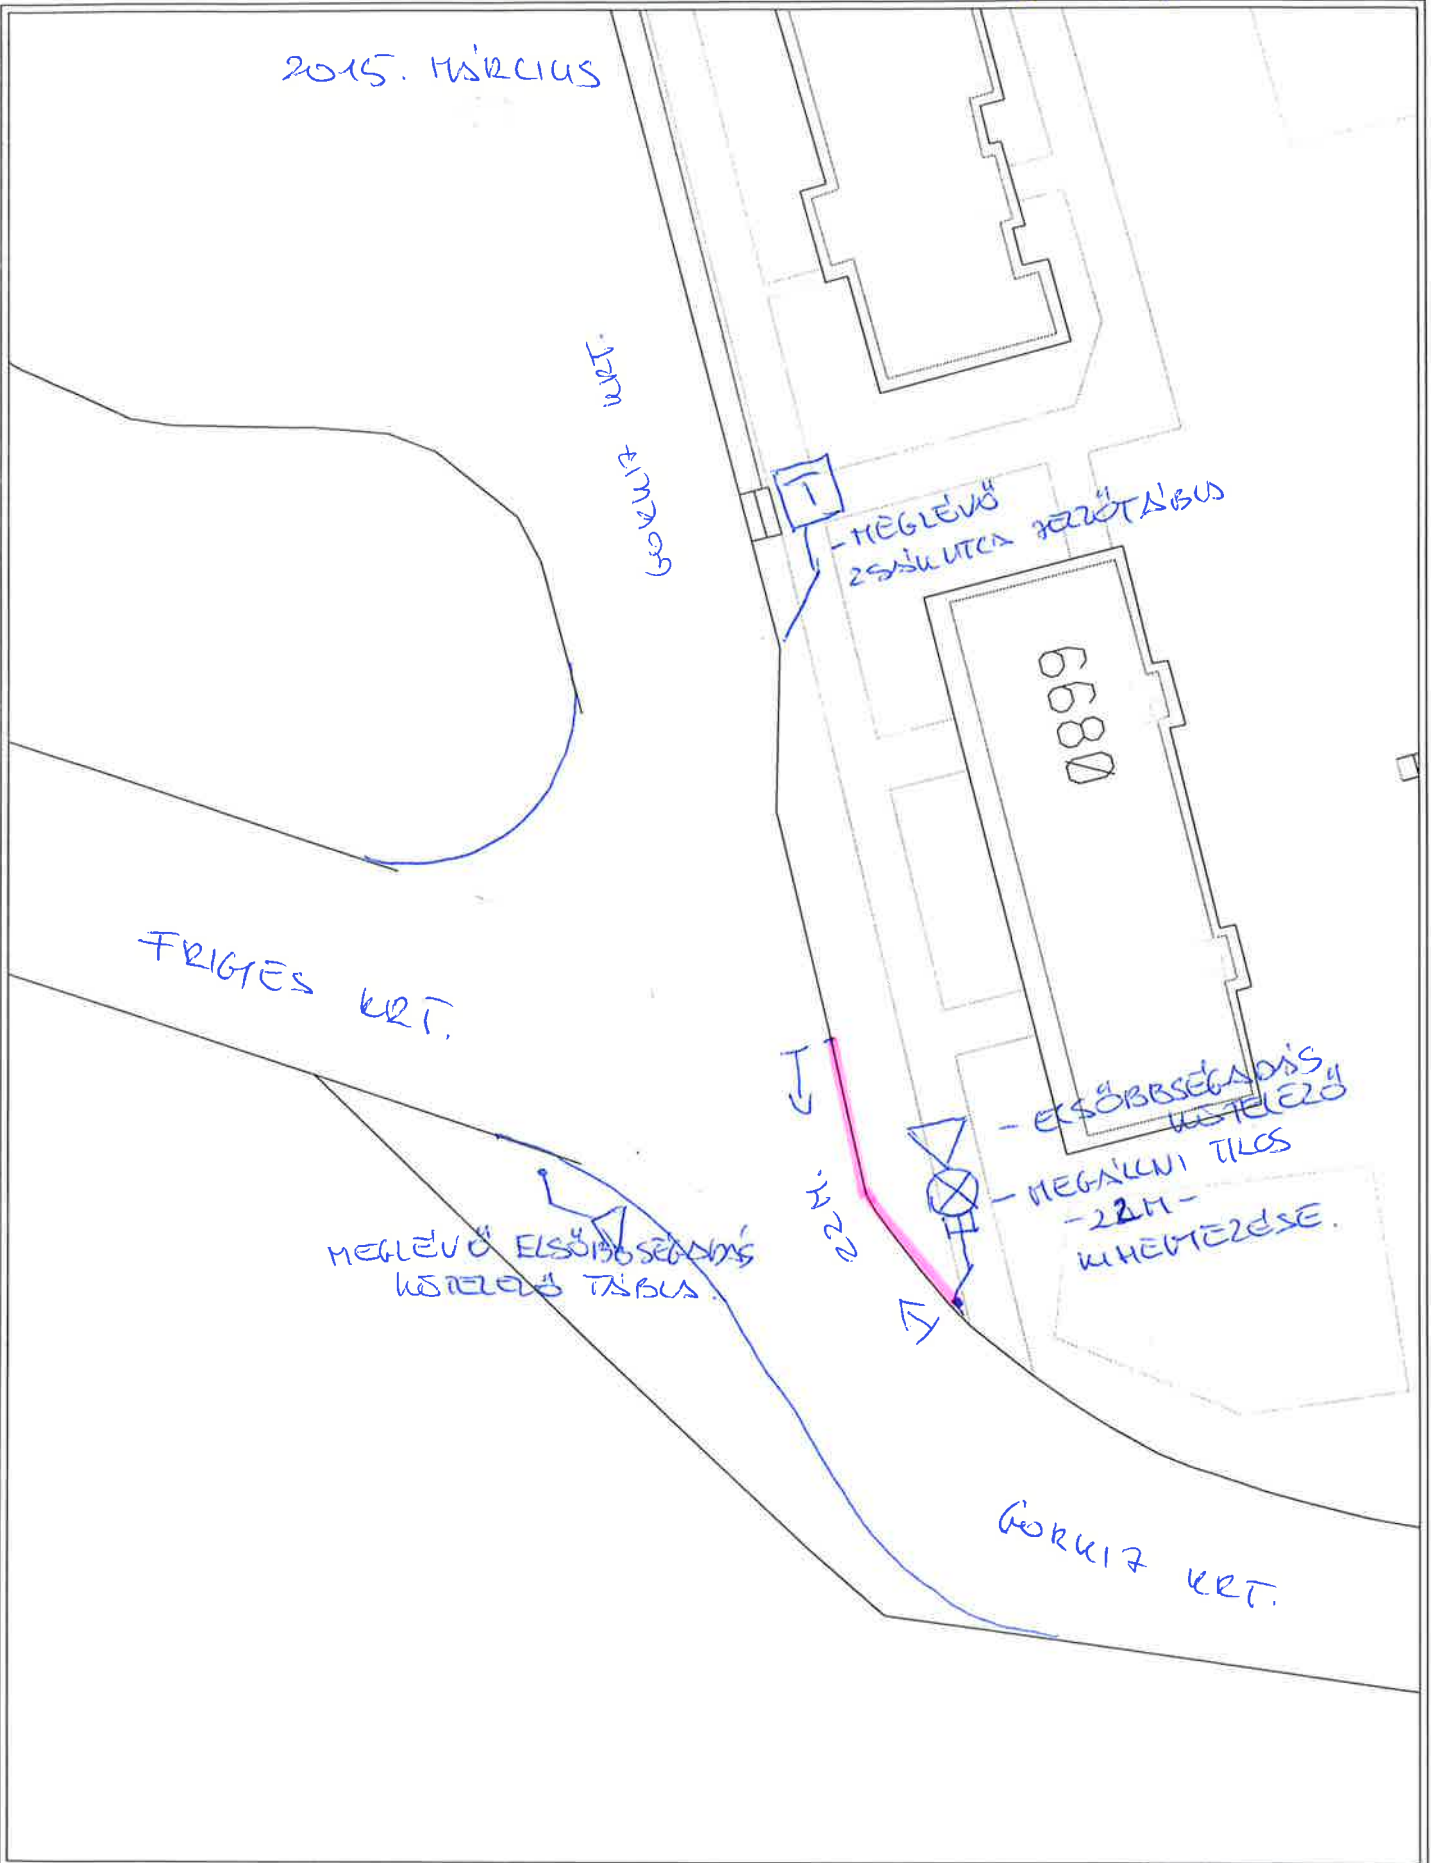 2015. MÁRCIUS
GORKIJ KRT.
- MEGLÉVŐ
ZSÁKUTCA JELZŐTÁBLA
6680
FRIGYES KRT.
- ELSŐBBSÉGADÁS
KÖTELEZŐ
- MEGÁLLNI TILOS
- 22M -
KIHELYEZÉSE.
22 M.
MEGLÉVŐ ELSŐBBSÉGADÁS
KÖTELEZŐ TÁBLA.
GORKIJ KRT.